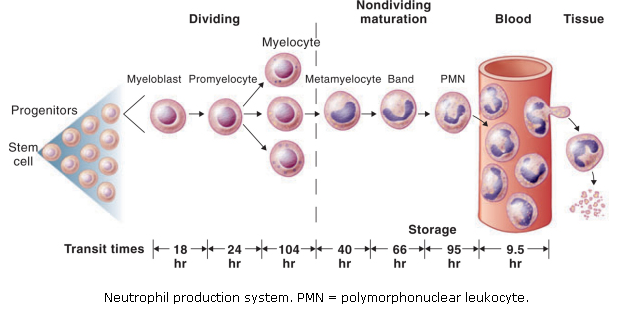 Dividing
Nondividing
maturation
Blood
Tissue
Myelocyte
Myeloblast
Promyelocyte
Metamyelocyte
Band
PMN
Progenitors
Stem
cell
Storage
Transit times
18
hr
24
hr
104
hr
40
hr
66
hr
95
hr
9.5
hr
Neutrophil production system. PMN = polymorphonuclear leukocyte.